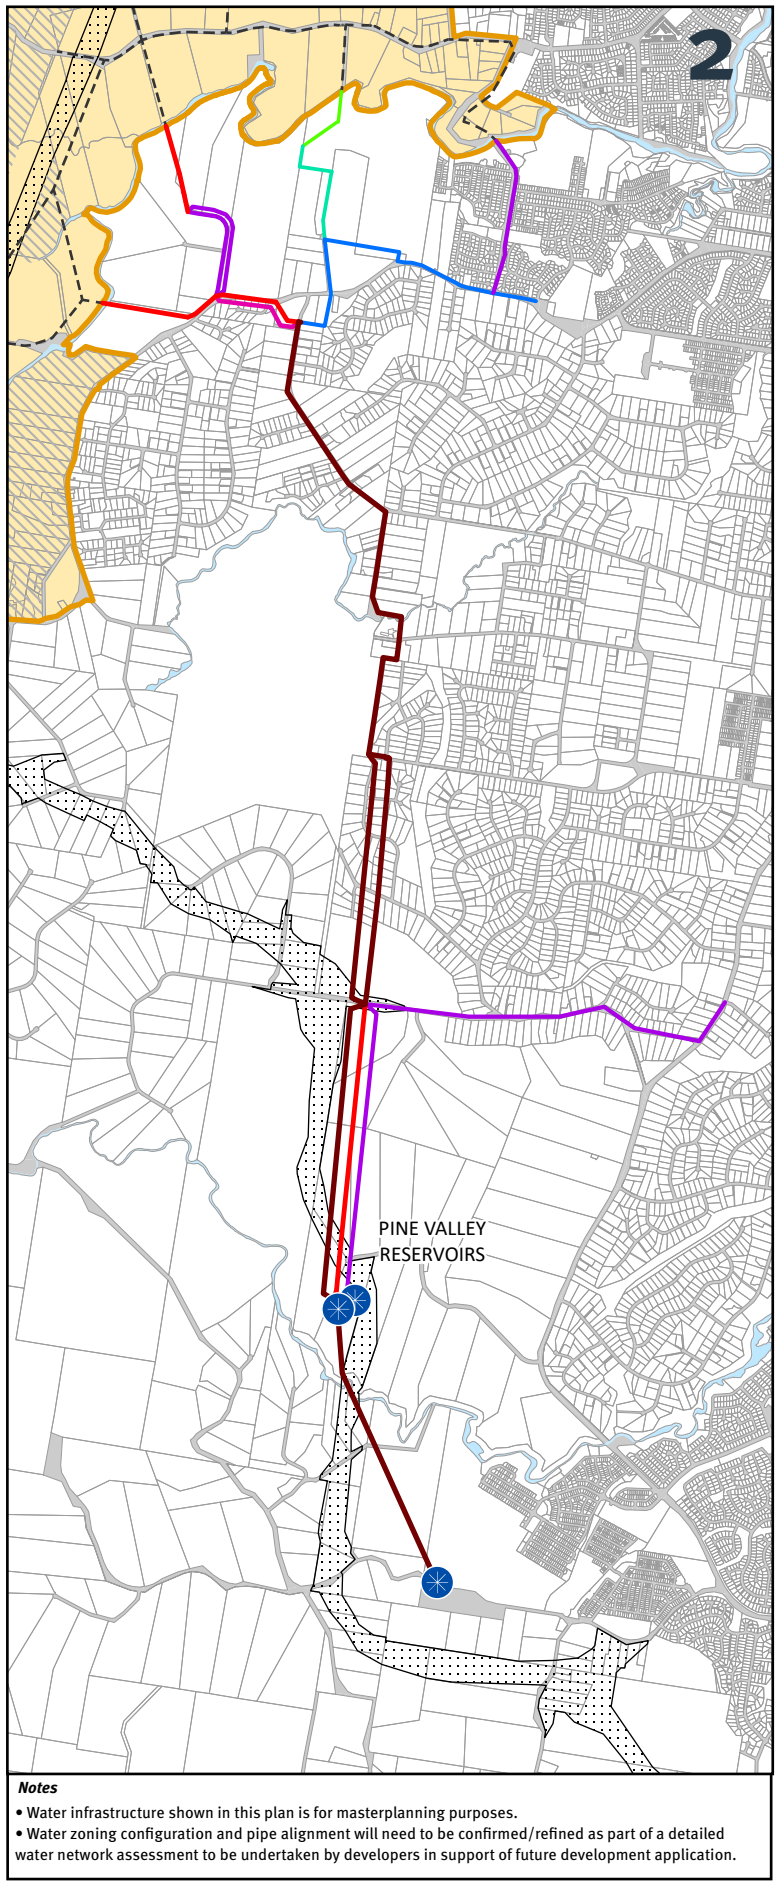 2
PINE VALLEY
RESERVOIRS
Notes
• Water infrastructure shown in this plan is for masterplanning purposes.
• Water zoning configuration and pipe alignment will need to be confirmed/refined as part of a detailed
water network assessment to be undertaken by developers in support of future development application.